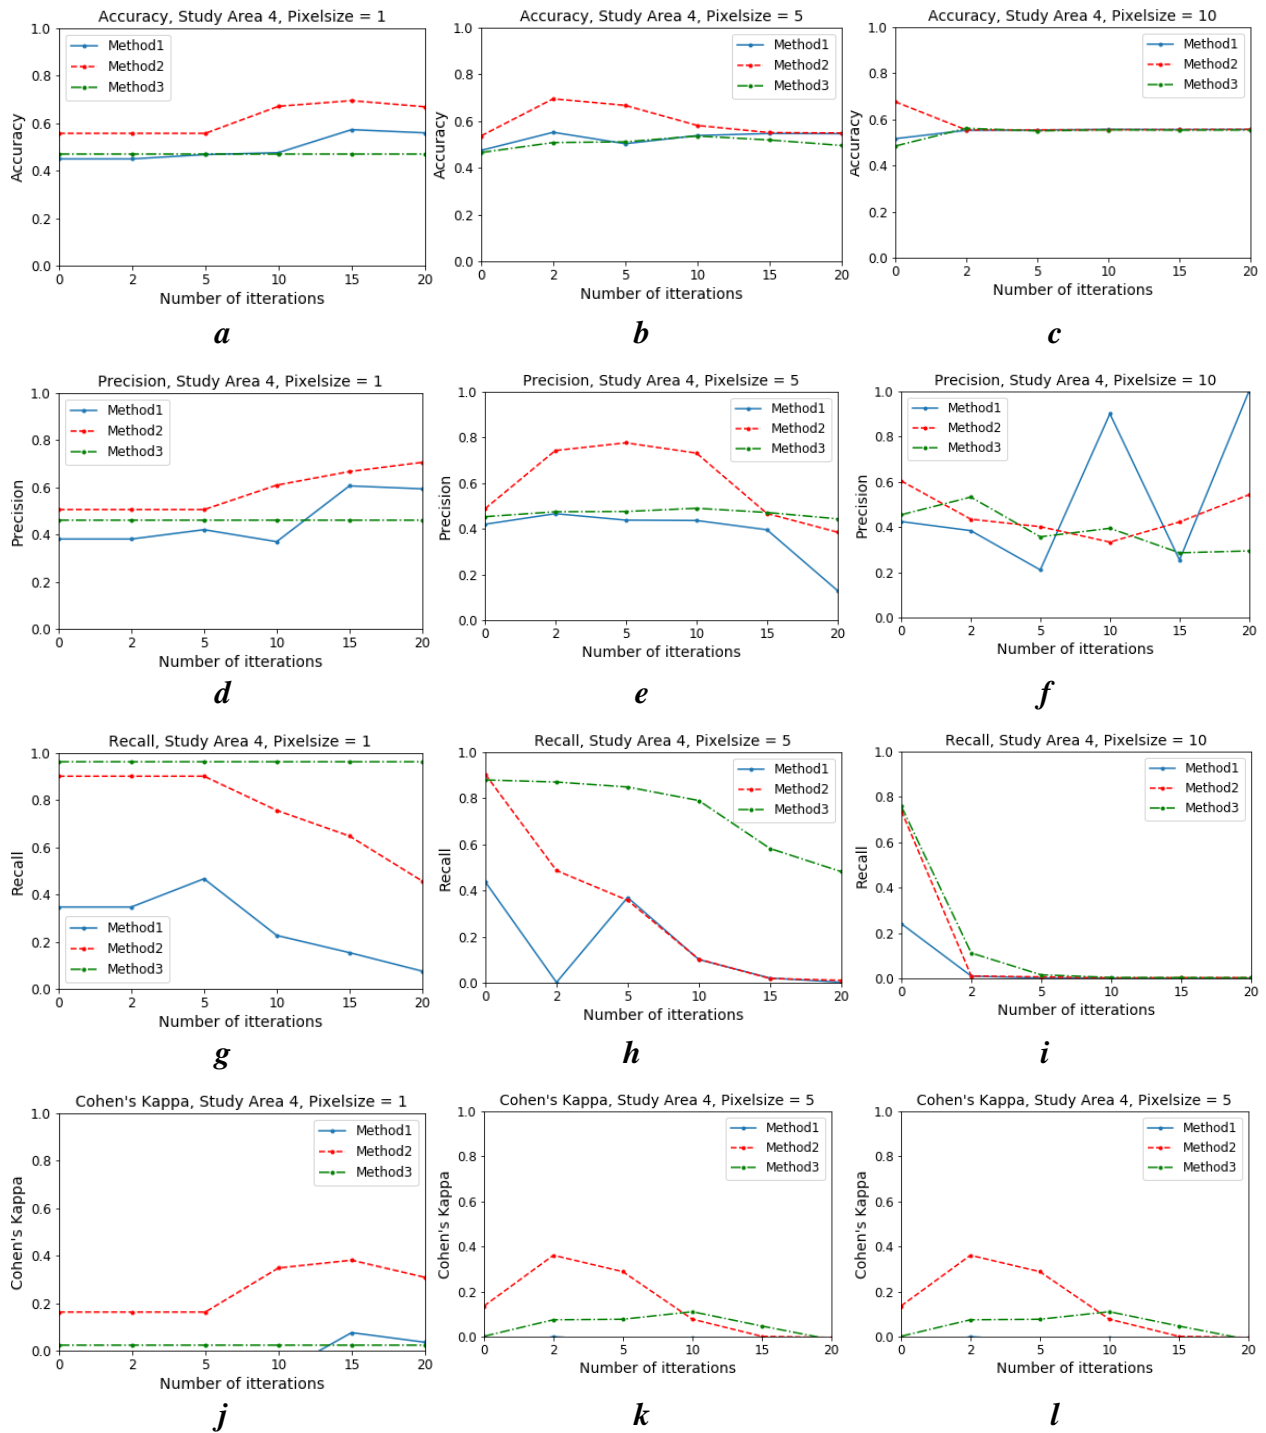 Accuracy, Study Area 4, Pixelsize = 1
Accuracy
1.0
0.8
0.6
0.4
0.2
0.0
Method1
Method2
Method3
0 2 5 10 15 20
Number of itterations
a
Accuracy, Study Area 4, Pixelsize = 5
Accuracy
1.0
0.8
0.6
0.4
0.2
0.0
Method1
Method2
Method3
0 2 5 10 15 20
Number of itterations
b
Accuracy, Study Area 4, Pixelsize = 10
Accuracy
1.0
0.8
0.6
0.4
0.2
0.0
Method1
Method2
Method3
0 2 5 10 15 20
Number of itterations
c
Precision, Study Area 4, Pixelsize = 1
Precision
1.0
0.8
0.6
0.4
0.2
0.0
Method1
Method2
Method3
0 2 5 10 15 20
Number of itterations
d
Precision, Study Area 4, Pixelsize = 5
Precision
1.0
0.8
0.6
0.4
0.2
0.0
Method1
Method2
Method3
0 2 5 10 15 20
Number of itterations
e
Precision, Study Area 4, Pixelsize = 10
Precision
1.0
0.8
0.6
0.4
0.2
0.0
Method1
Method2
Method3
0 2 5 10 15 20
Number of itterations
f
Recall, Study Area 4, Pixelsize = 1
Recall
1.0
0.8
0.6
0.4
0.2
0.0
Method1
Method2
Method3
0 2 5 10 15 20
Number of itterations
g
Recall, Study Area 4, Pixelsize = 5
Recall
1.0
0.8
0.6
0.4
0.2
0.0
Method1
Method2
Method3
0 2 5 10 15 20
Number of itterations
h
Recall, Study Area 4, Pixelsize = 10
Recall
1.0
0.8
0.6
0.4
0.2
0.0
Method1
Method2
Method3
0 2 5 10 15 20
Number of itterations
i
Cohen's Kappa, Study Area 4, Pixelsize = 1
Cohen's Kappa
1.0
0.8
0.6
0.4
0.2
0.0
Method1
Method2
Method3
0 2 5 10 15 20
Number of itterations
j
Cohen's Kappa, Study Area 4, Pixelsize = 5
Cohen's Kappa
1.0
0.8
0.6
0.4
0.2
0.0
Method1
Method2
Method3
0 2 5 10 15 20
Number of itterations
k
Cohen's Kappa, Study Area 4, Pixelsize = 5
Cohen's Kappa
1.0
0.8
0.6
0.4
0.2
0.0
Method1
Method2
Method3
0 2 5 10 15 20
Number of itterations
l